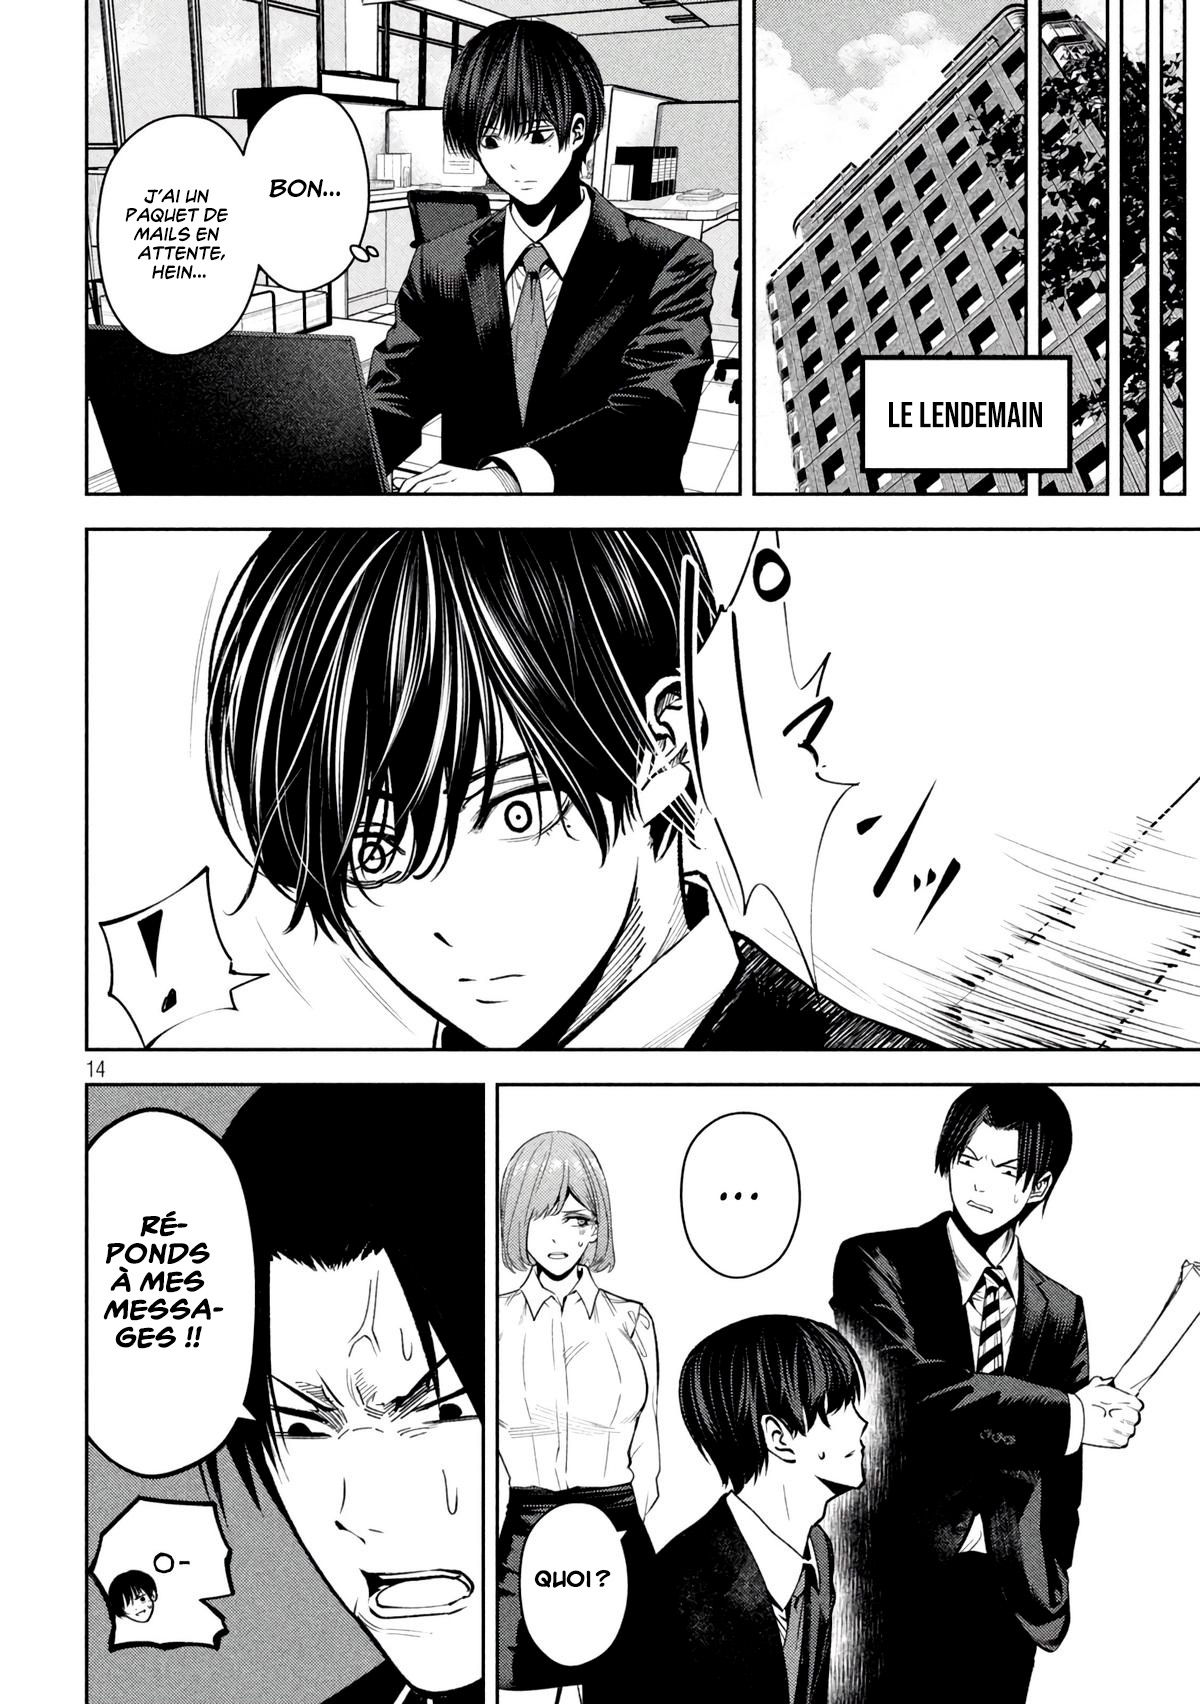 LE LENDEMAIN
BON...
J'AI UN
PAQUET DE
MAILS EN
ATTENTE,
HEIN...
!
14
...
QUOI ?
RÉ-
PONDS
À MES
MESSA-
GES !!
O-